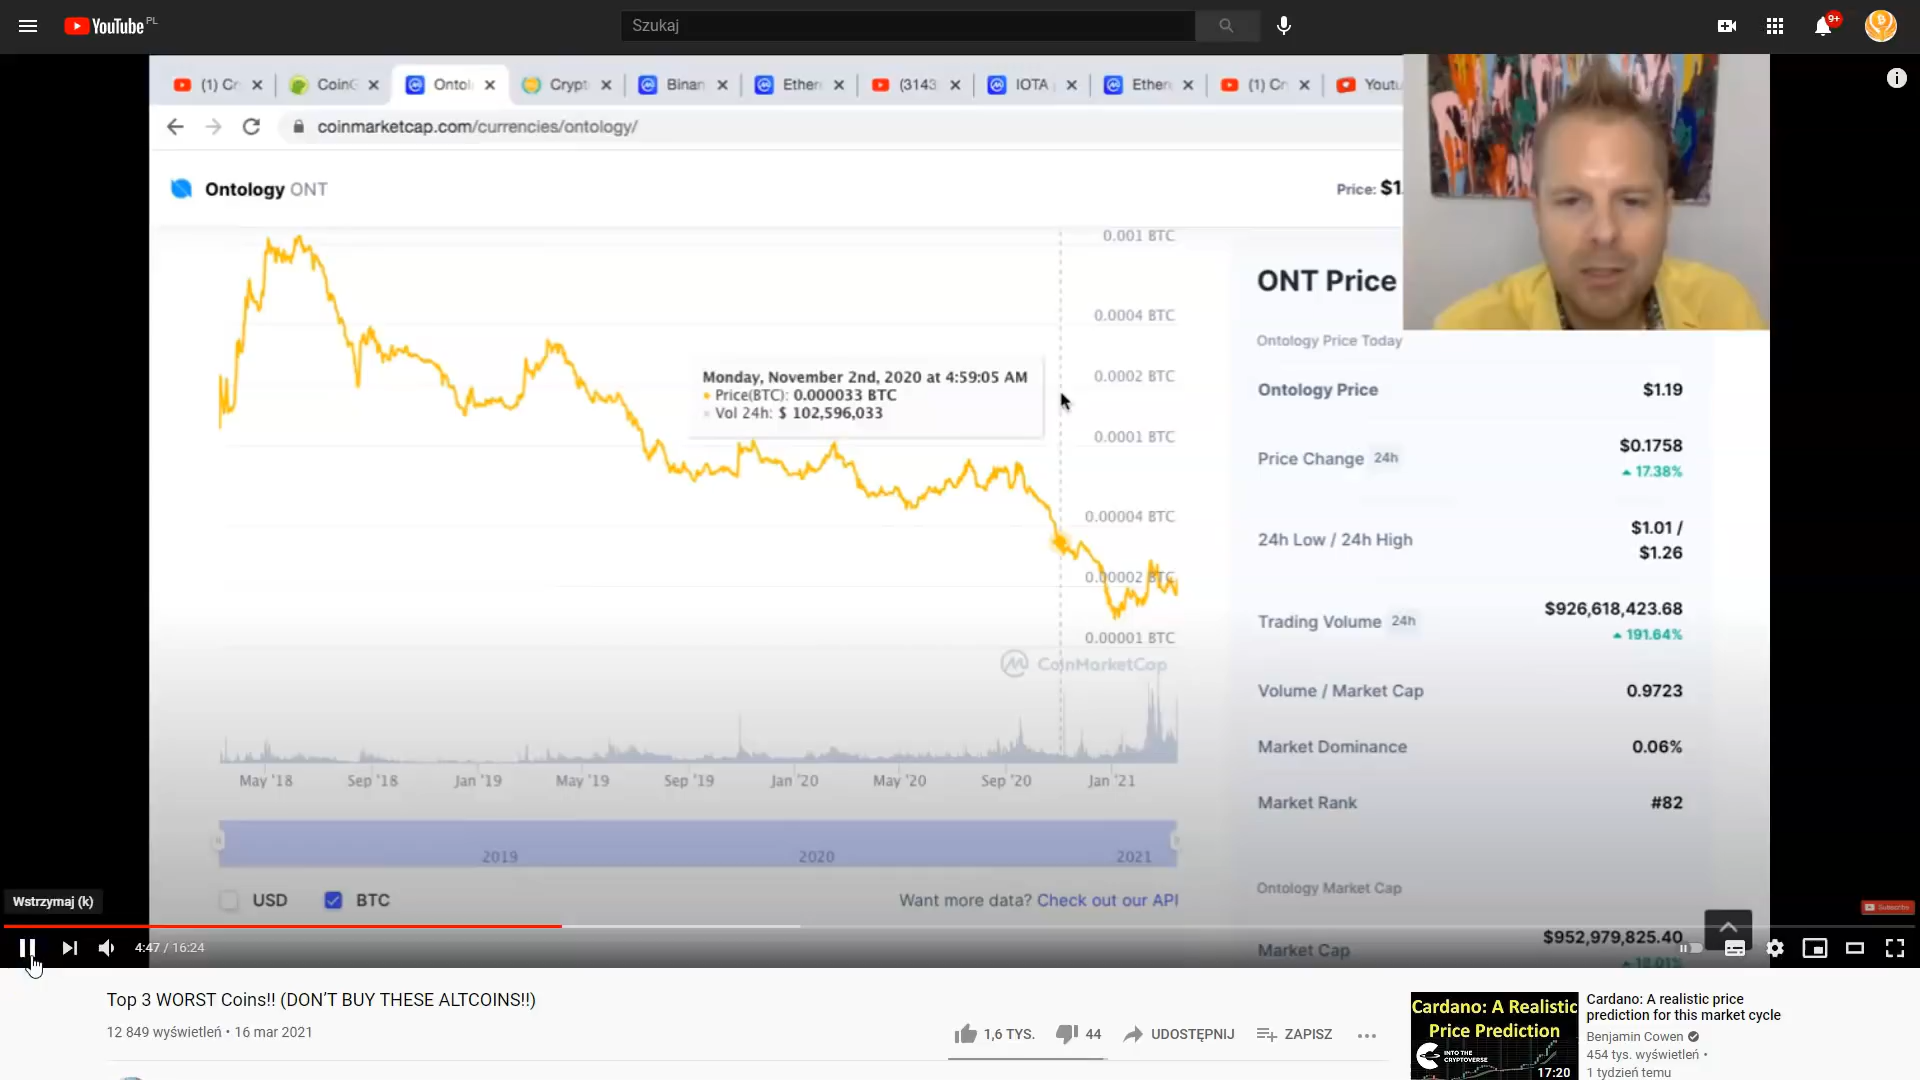 YouTube PL
Szukaj
9+
(1) Cr
CoinG
Ontol
Crypt
Binan
Ether
(3143
IOTA
Ether
(1) Cr
Youtu
coinmarketcap.com/currencies/ontology/
Ontology ONT
Price: $1.
0.001 BTC
0.0004 BTC
0.0002 BTC
0.0001 BTC
0.00004 BTC
0.00002 BTC
0.00001 BTC
Monday, November 2nd, 2020 at 4:59:05 AM
Price(BTC): 0.000033 BTC
Vol 24h: $ 102,596,033
CoinMarketCap
May '18 Sep '18 Jan '19 May '19 Sep '19 Jan '20 May '20 Sep '20 Jan '21
2019 2020 2021
USD BTC
Want more data? Check out our API
ONT Price
Ontology Price Today
Ontology Price $1.19
Price Change 24h $0.1758
17.38%
24h Low / 24h High $1.01 /
$1.26
Trading Volume 24h $926,618,423.68
191.64%
Volume / Market Cap 0.9723
Market Dominance 0.06%
Market Rank #82
Ontology Market Cap
Market Cap $952,979,825.40
18.01%
Subscribe
Wstrzymaj (k)
4:47 / 16:24
Top 3 WORST Coins!! (DON’T BUY THESE ALTCOINS!!)
12 849 wyświetleń • 16 mar 2021
1,6 TYS. 44 UDOSTĘPNIJ ZAPISZ
Cardano: A Realistic
Price Prediction
INTO THE
CRYPTOVERSE
17:20
Cardano: A realistic price
prediction for this market cycle
Benjamin Cowen
454 tys. wyświetleń •
1 tydzień temu